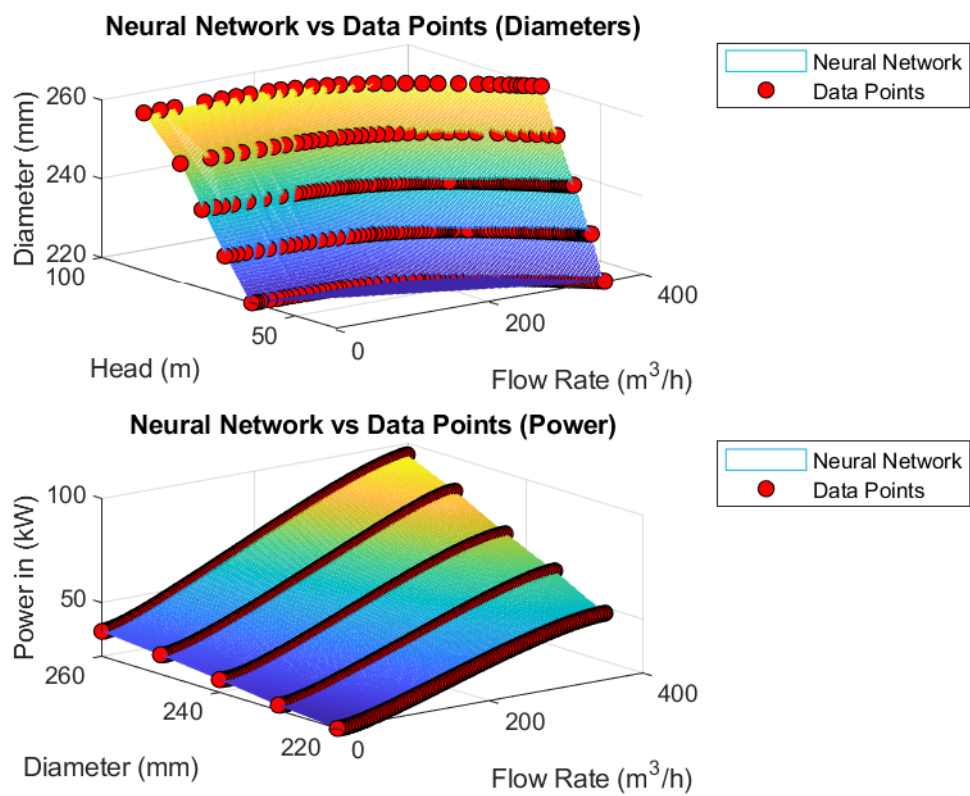 Neural Network vs Data Points (Diameters)
Neural Network
Data Points
Diameter (mm)
260
240
220
100
50
0
200
400
Head (m)
Flow Rate (m³/h)
Neural Network vs Data Points (Power)
Neural Network
Data Points
Power in (kW)
100
50
260
240
220
0
200
400
Diameter (mm)
Flow Rate (m³/h)